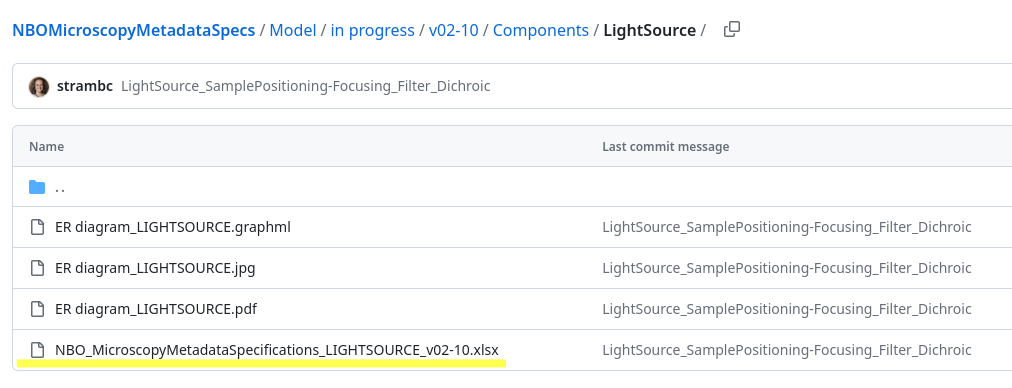 NBOMicroscopyMetadataSpecs / Model / in progress / v02-10 / Components / LightSource /
strambc LightSource_SamplePositioning-Focusing_Filter_Dichroic
Name Last commit message
..
ER diagram_LIGHTSOURCE.graphml LightSource_SamplePositioning-Focusing_Filter_Dichroic
ER diagram_LIGHTSOURCE.jpg LightSource_SamplePositioning-Focusing_Filter_Dichroic
ER diagram_LIGHTSOURCE.pdf LightSource_SamplePositioning-Focusing_Filter_Dichroic
NBO_MicroscopyMetadataSpecifications_LIGHTSOURCE_v02-10.xlsx LightSource_SamplePositioning-Focusing_Filter_Dichroic